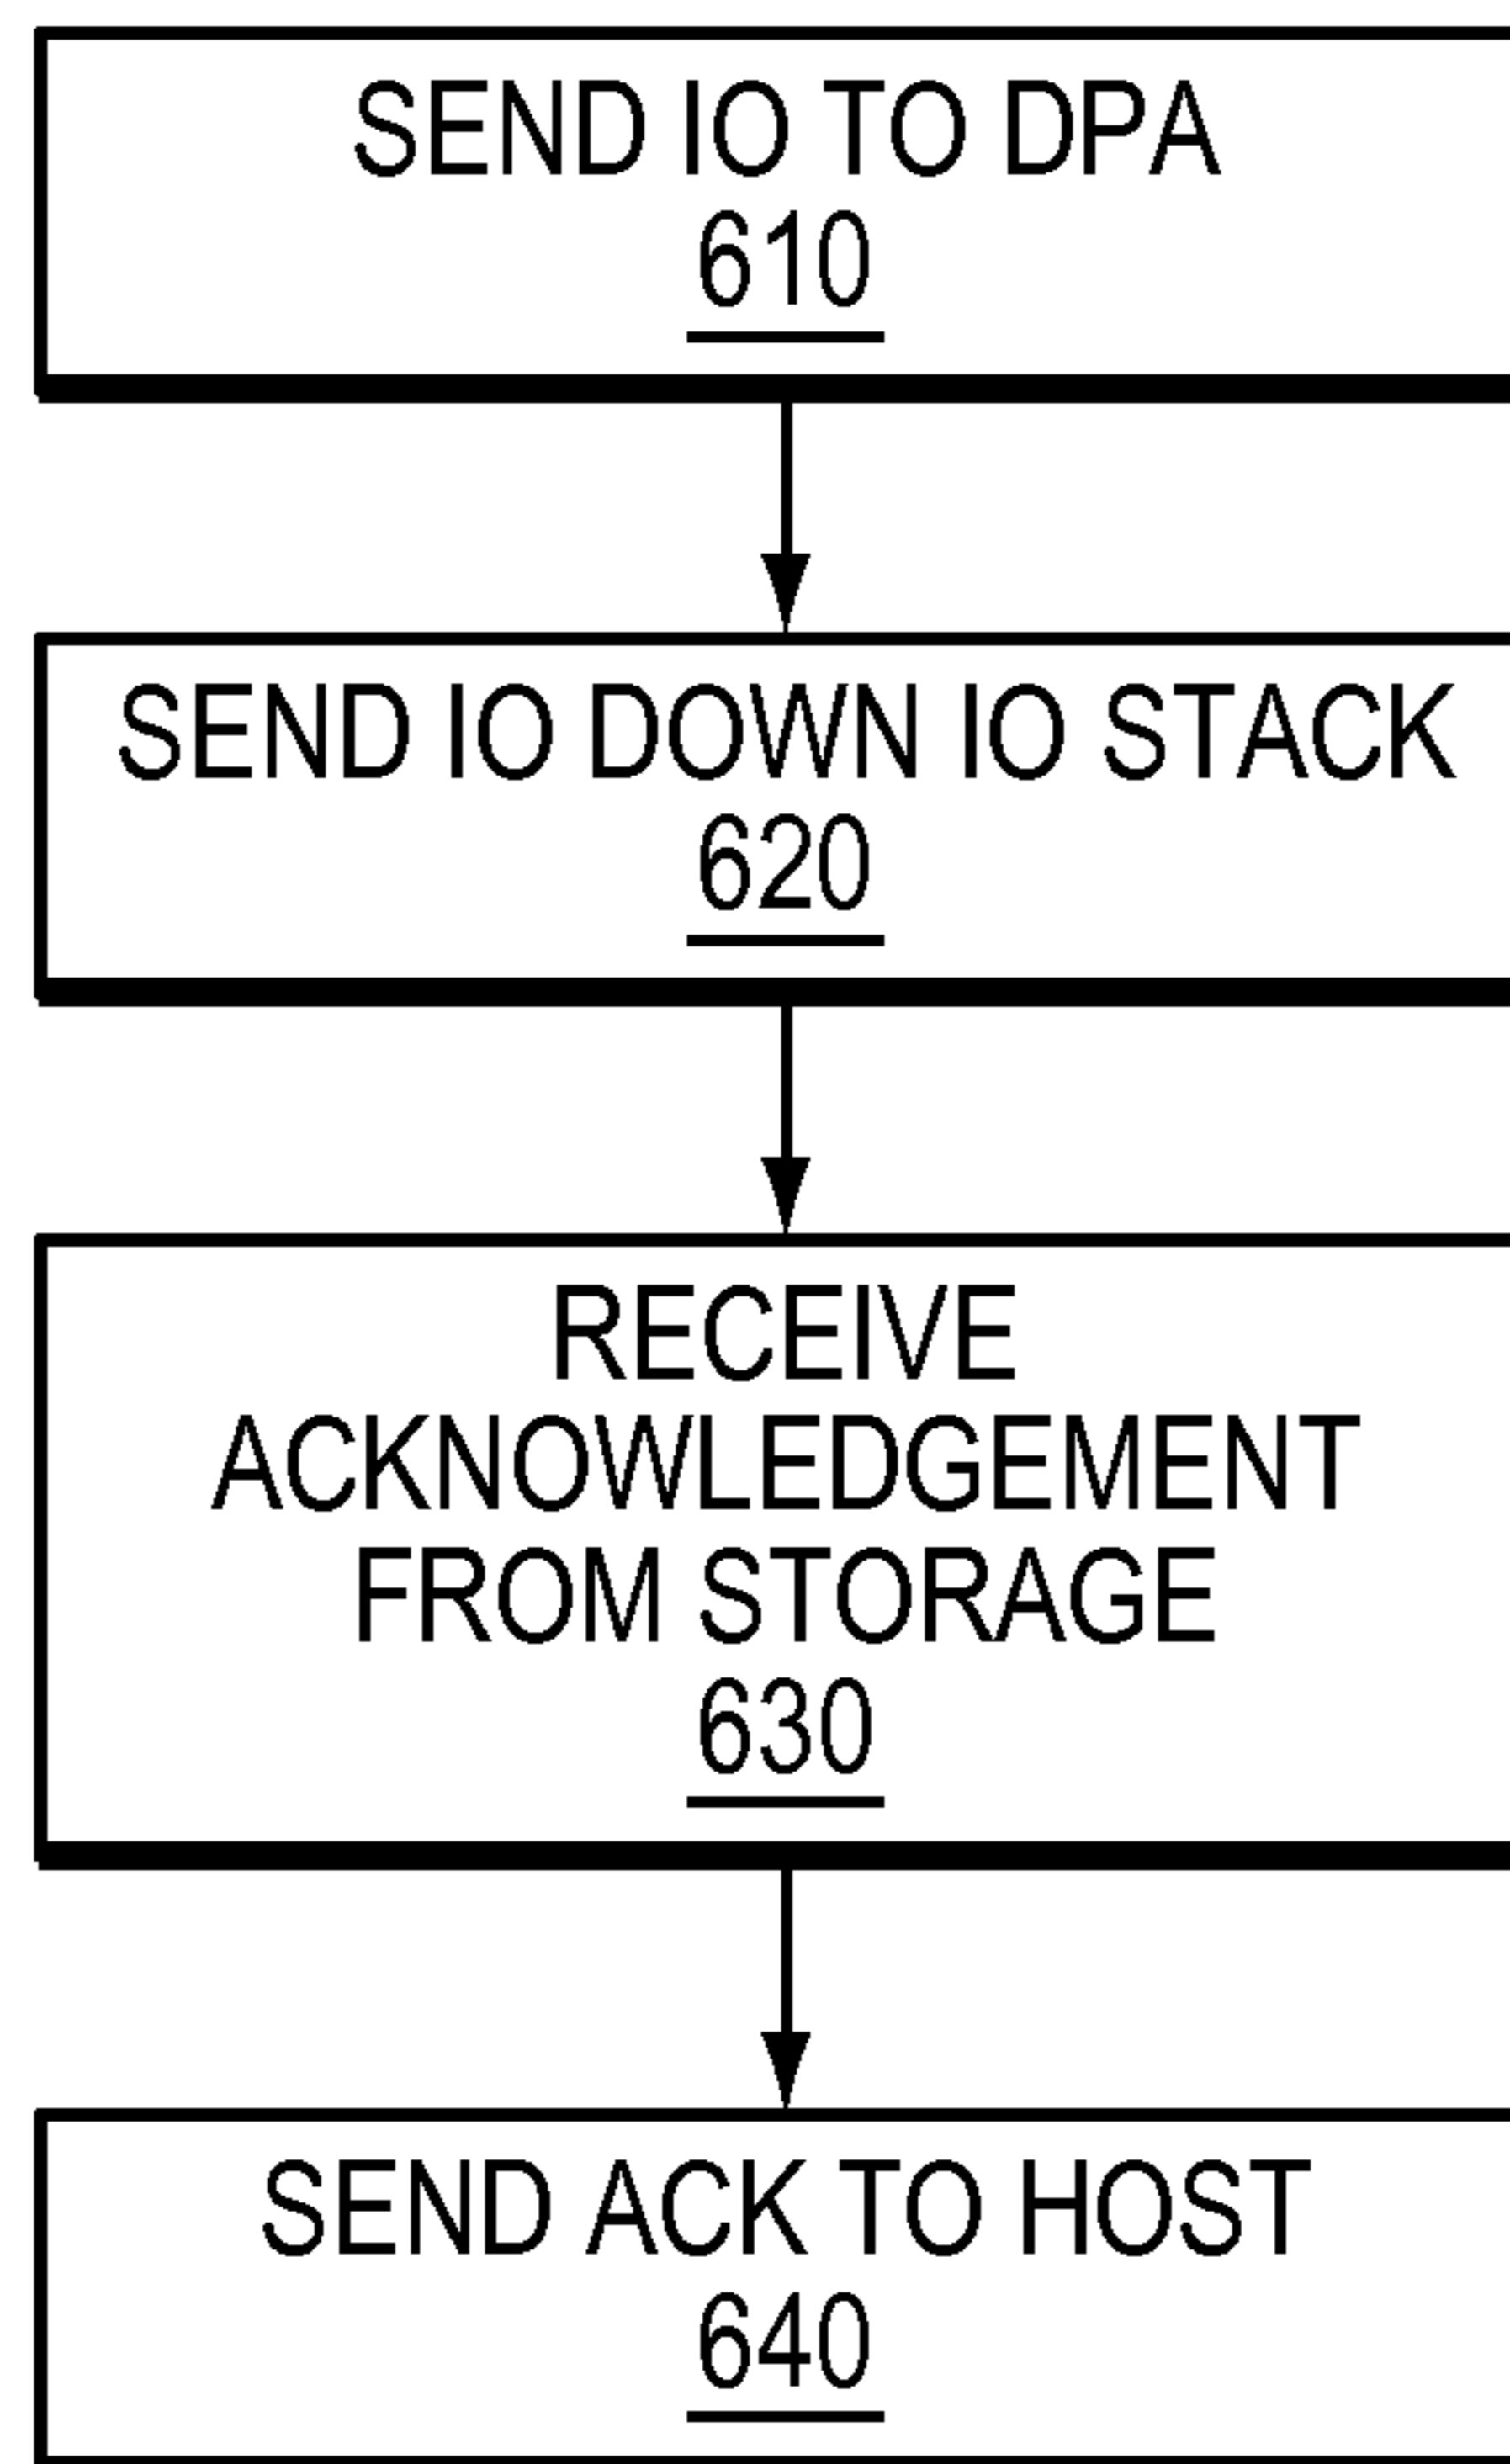 SEND IO TO DPA
610
SEND IO DOWN IO STACK
620
RECEIVE
ACKNOWLEDGEMENT
FROM STORAGE
630
SEND ACK TO HOST
640